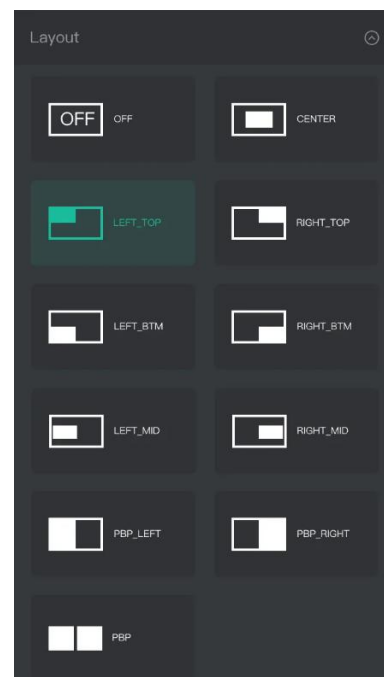 Layout
OFF OFF
CENTER
LEFT_TOP
RIGHT_TOP
LEFT_BTM
RIGHT_BTM
LEFT_MID
RIGHT_MID
PBP_LEFT
PBP_RIGHT
PBP